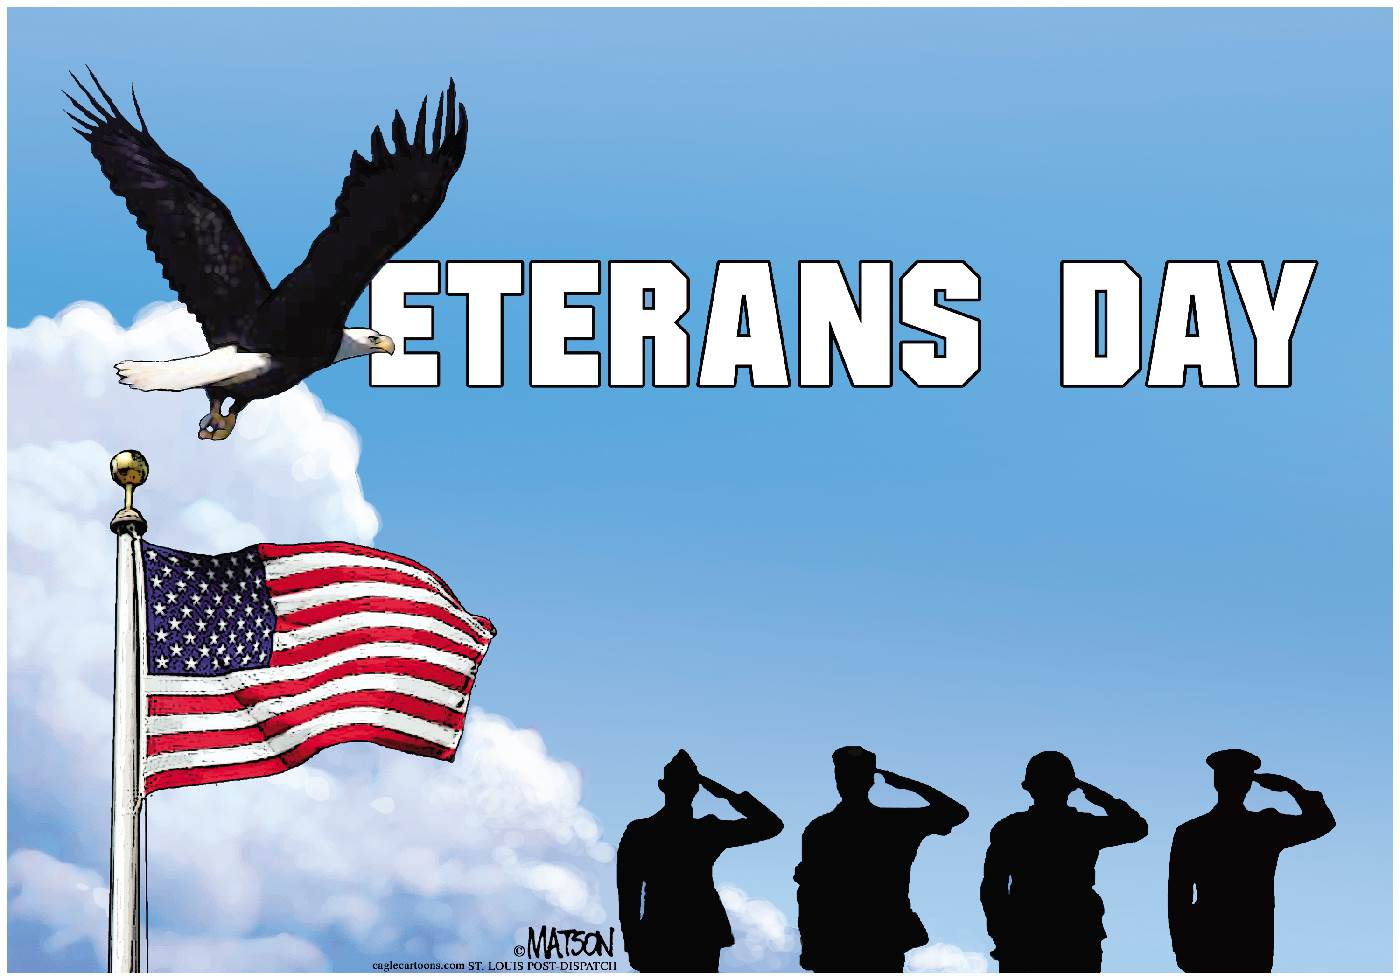 ETERANS DAY
© MATSON
caglecartoons.com ST. LOUIS POST-DISPATCH